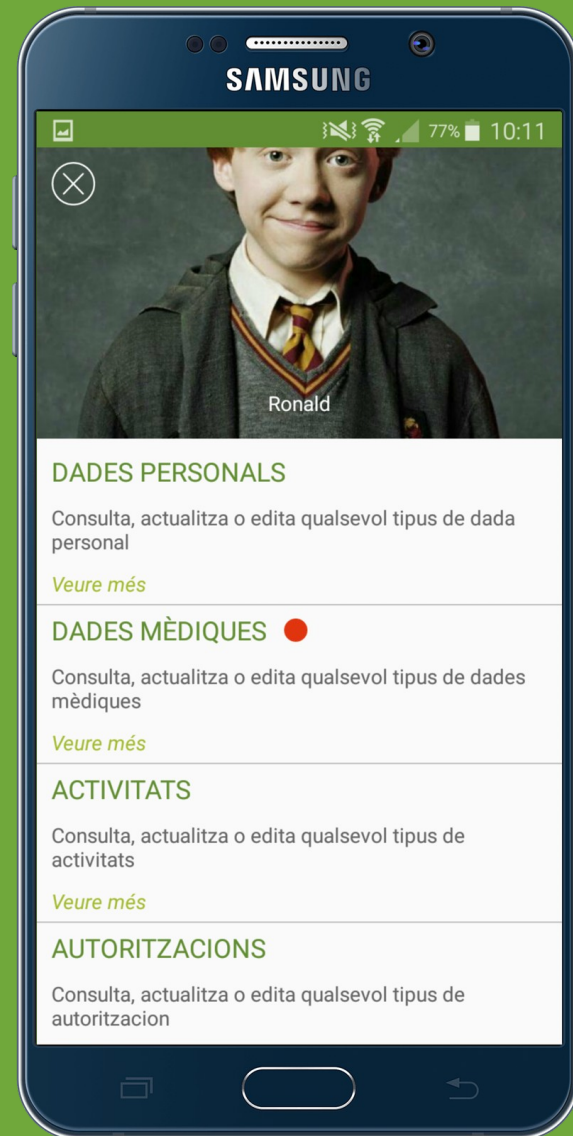 SAMSUNG
77% 10:11
Ronald
DADES PERSONALS
Consulta, actualitza o edita qualsevol tipus de dada
personal
Veure més
DADES MÈDIQUES
Consulta, actualitza o edita qualsevol tipus de dades
mèdiques
Veure més
ACTIVITATS
Consulta, actualitza o edita qualsevol tipus de
activitats
Veure més
AUTORITZACIONS
Consulta, actualitza o edita qualsevol tipus de
autoritzacion